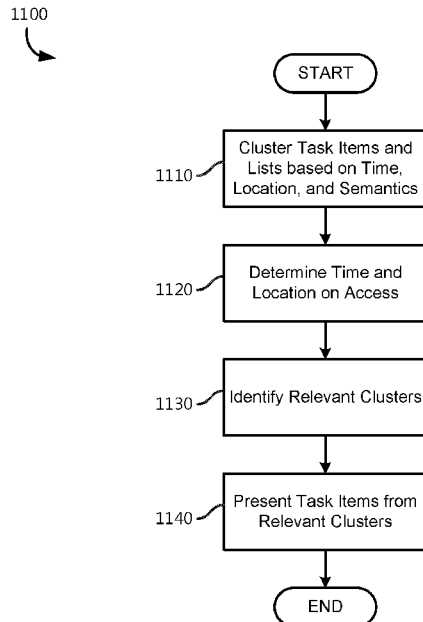 1100
START
1110
Cluster Task Items and
Lists based on Time,
Location, and Semantics
1120
Determine Time and
Location on Access
1130
Identify Relevant Clusters
1140
Present Task Items from
Relevant Clusters
END